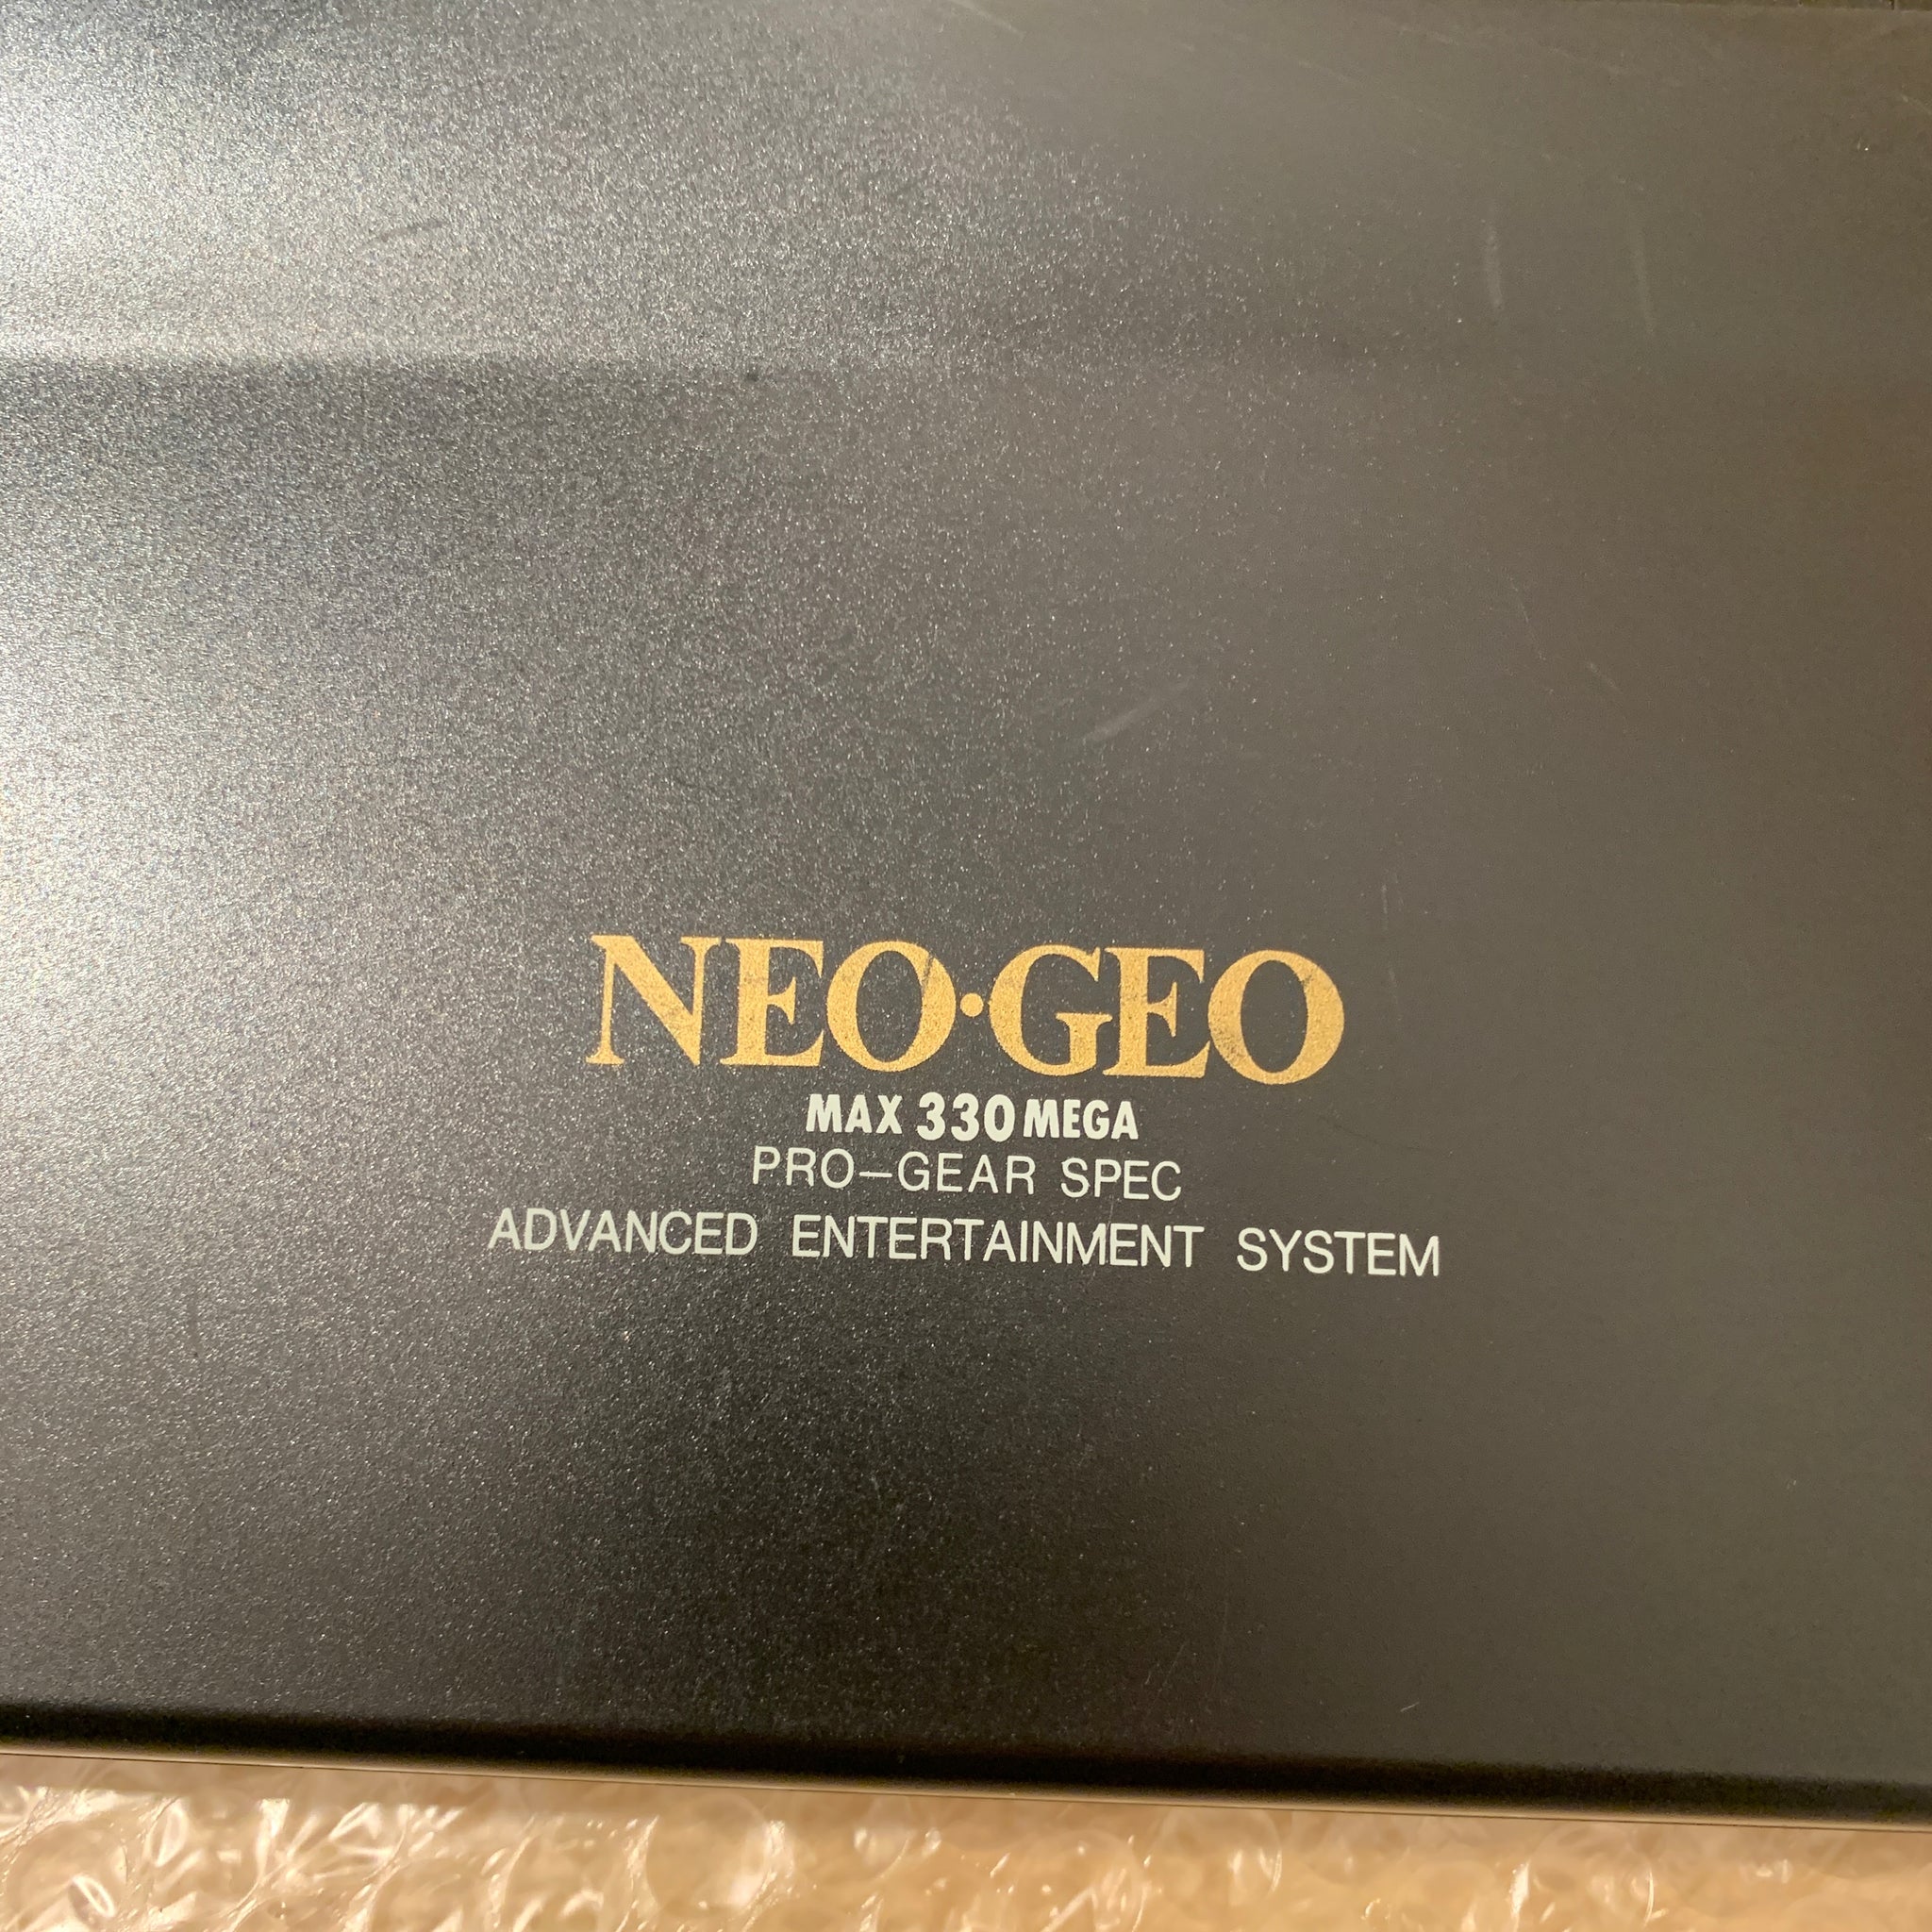 NEO·GEO
MAX 330 MEGA
PRO-GEAR SPEC
ADVANCED ENTERTAINMENT SYSTEM